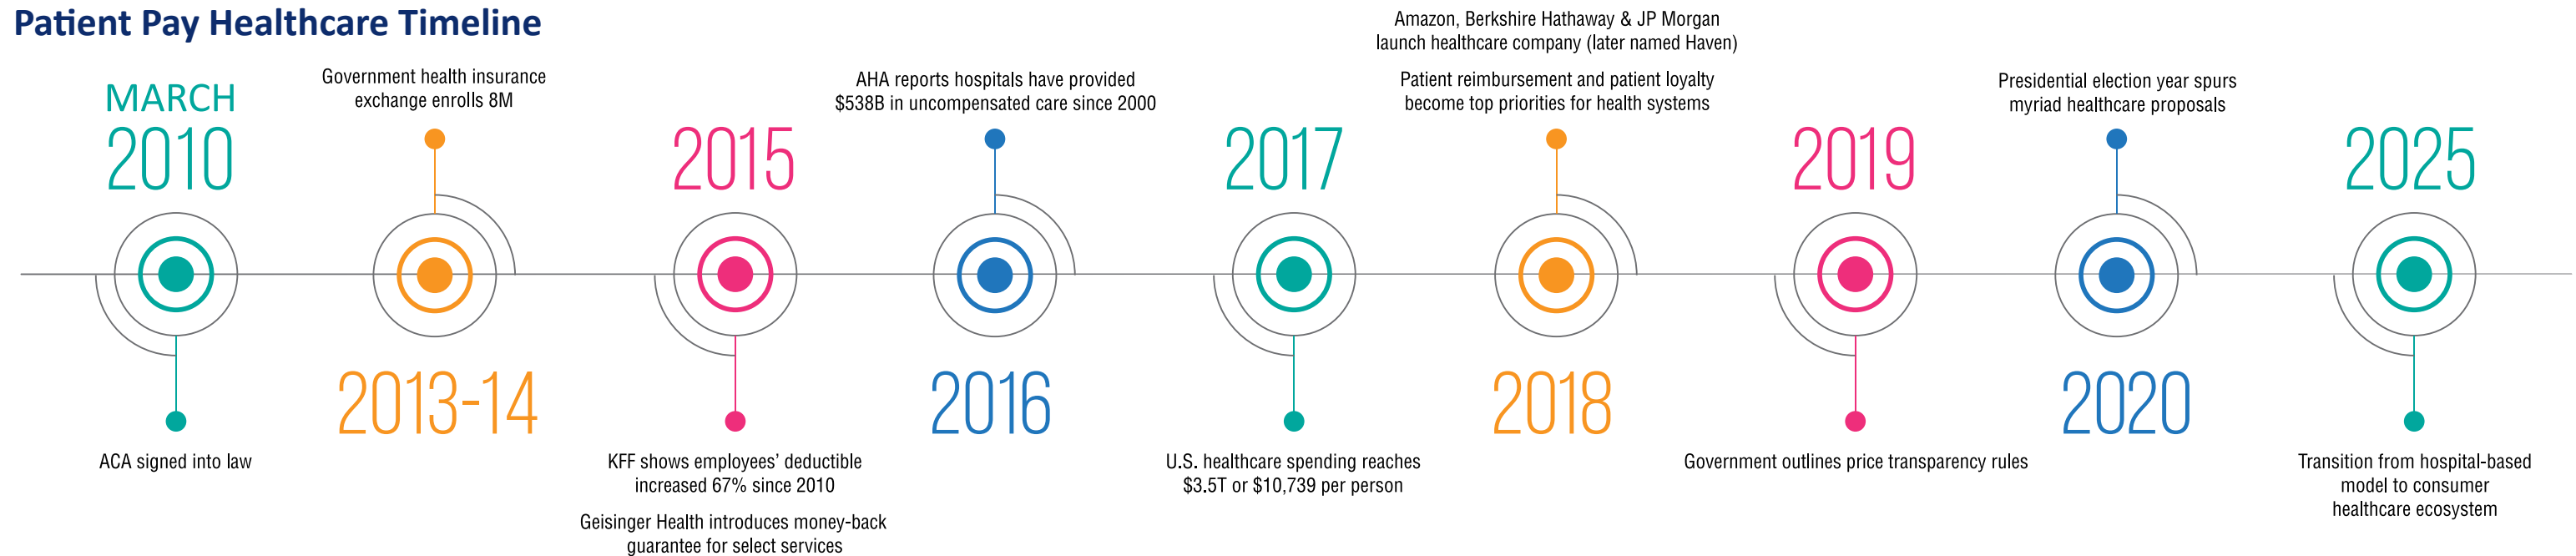 Patient Pay Healthcare Timeline
MARCH
2010
ACA signed into law
Government health insurance
exchange enrolls 8M
2013-14
2015
KFF shows employees’ deductible
increased 67% since 2010
Geisinger Health introduces money-back
guarantee for select services
AHA reports hospitals have provided
$538B in uncompensated care since 2000
2016
2017
U.S. healthcare spending reaches
$3.5T or $10,739 per person
Amazon, Berkshire Hathaway & JP Morgan
launch healthcare company (later named Haven)
Patient reimbursement and patient loyalty
become top priorities for health systems
2018
2019
Government outlines price transparency rules
Presidential election year spurs
myriad healthcare proposals
2020
2025
Transition from hospital-based
model to consumer
healthcare ecosystem